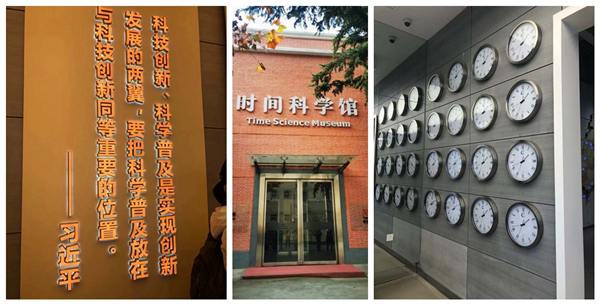 科技创新、科学普及是实现创新
发展的两翼，要把科学普及放在
与科技创新同等重要的位置。
——习近平
时间科学馆
Time Science Museum